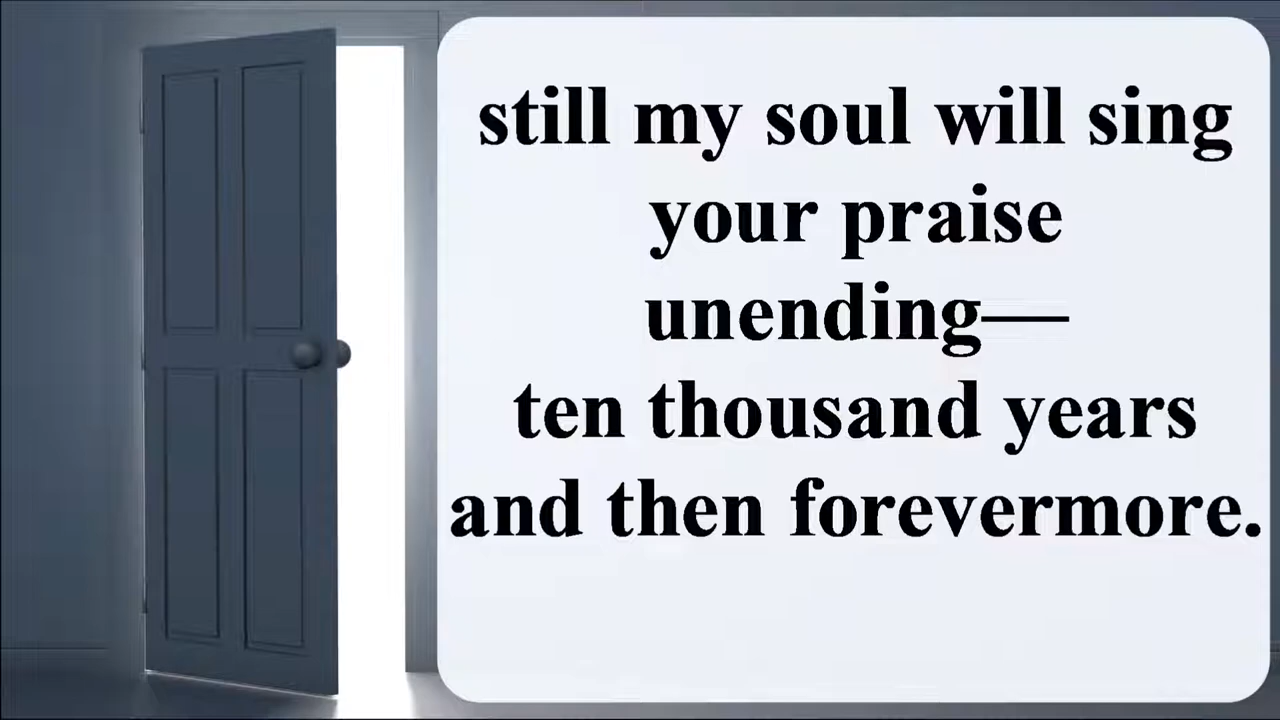 still my soul will sing
your praise
unending—
ten thousand years
and then forevermore.